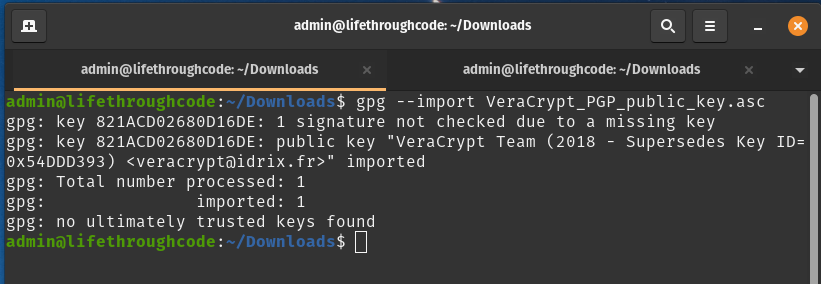 admin@lifethroughcode: ~/Downloads
admin@lifethroughcode: ~/Downloads
admin@lifethroughcode: ~/Downloads
admin@lifethroughcode:~/Downloads$ gpg --import VeraCrypt_PGP_public_key.asc
gpg: key 821ACD02680D16DE: 1 signature not checked due to a missing key
gpg: key 821ACD02680D16DE: public key "VeraCrypt Team (2018 - Supersedes Key ID=
0x54DDD393) <veracrypt@idrix.fr>" imported
gpg: Total number processed: 1
gpg:               imported: 1
gpg: no ultimately trusted keys found
admin@lifethroughcode:~/Downloads$